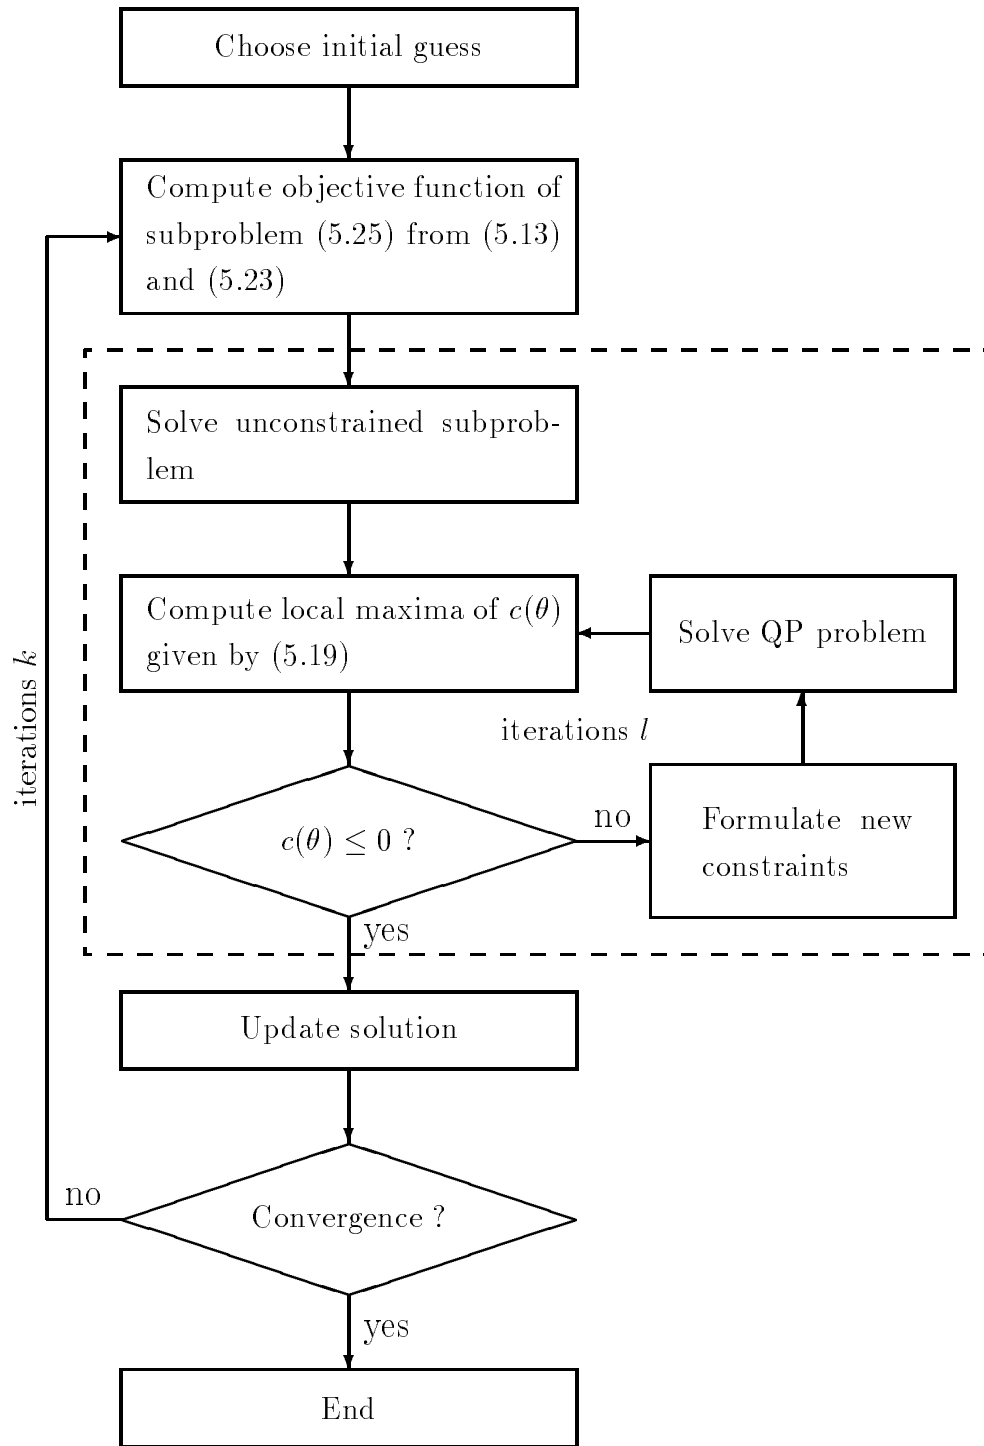 Choose initial guess
Compute objective function of
subproblem (5.25) from (5.13)
and (5.23)
Solve unconstrained subprob-
lem
Compute local maxima of c(θ)
given by (5.19)
Solve QP problem
iterations k
iterations l
c(θ) ≤ 0 ?
no
Formulate new
constraints
yes
Update solution
no
Convergence ?
yes
End